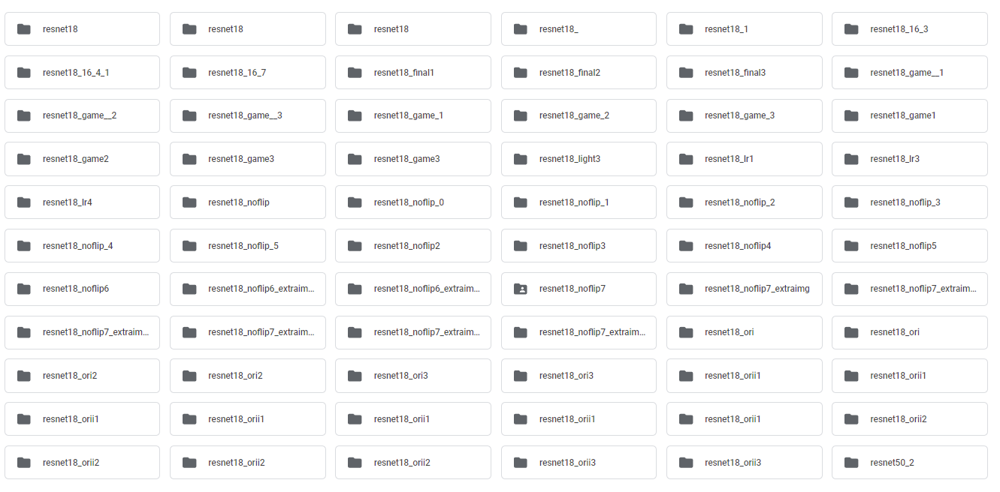 resnet18 resnet18 resnet18 resnet18_ resnet18_1 resnet18_16_3
resnet18_16_4_1 resnet18_16_7 resnet18_final1 resnet18_final2 resnet18_final3 resnet18_game__1
resnet18_game__2 resnet18_game__3 resnet18_game_1 resnet18_game_2 resnet18_game_3 resnet18_game1
resnet18_game2 resnet18_game3 resnet18_game3 resnet18_light3 resnet18_lr1 resnet18_lr3
resnet18_lr4 resnet18_noflip resnet18_noflip_0 resnet18_noflip_1 resnet18_noflip_2 resnet18_noflip_3
resnet18_noflip_4 resnet18_noflip_5 resnet18_noflip2 resnet18_noflip3 resnet18_noflip4 resnet18_noflip5
resnet18_noflip6 resnet18_noflip6_extraim... resnet18_noflip6_extraim... resnet18_noflip7 resnet18_noflip7_extraimg resnet18_noflip7_extraim...
resnet18_noflip7_extraim... resnet18_noflip7_extraim... resnet18_noflip7_extraim... resnet18_noflip7_extraim... resnet18_ori resnet18_ori
resnet18_ori2 resnet18_ori2 resnet18_ori3 resnet18_ori3 resnet18_orii1 resnet18_orii1
resnet18_orii1 resnet18_orii1 resnet18_orii1 resnet18_orii1 resnet18_orii1 resnet18_orii2
resnet18_orii2 resnet18_orii2 resnet18_orii2 resnet18_orii3 resnet18_orii3 resnet50_2